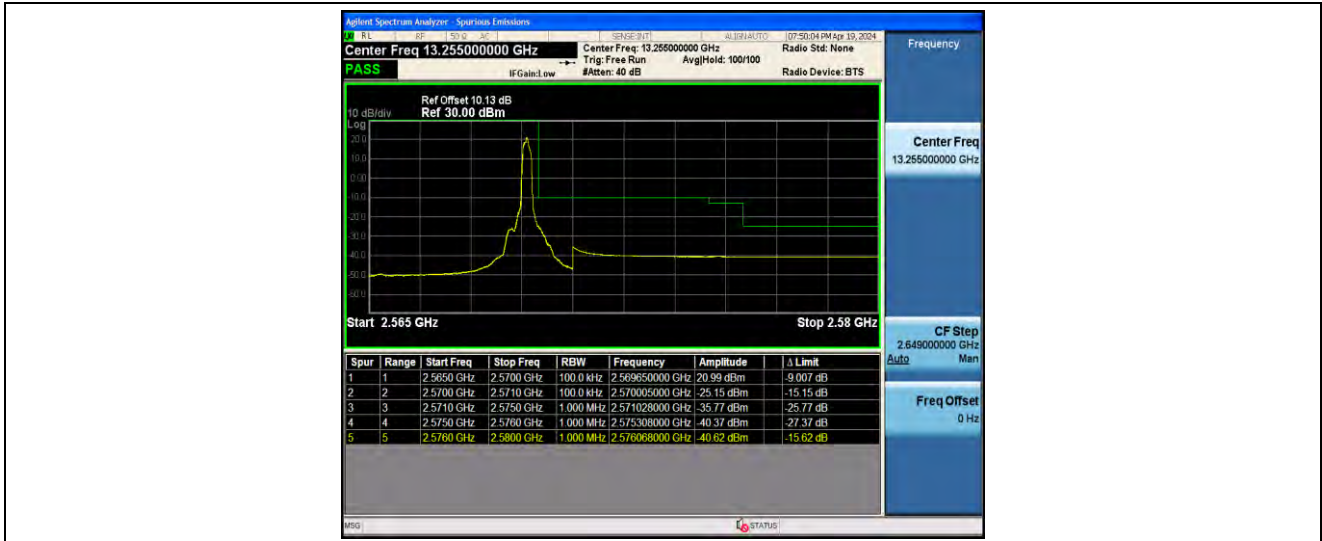 Agilent Spectrum Analyzer - Spurious Emissions
RL RF 50 Ω AC SENSE:INT ALIGNAUTO 07:50:04 PM Apr 19, 2024
Center Freq 13.255000000 GHz Center Freq: 13.255000000 GHz Radio Std: None
Trig: Free Run Avg|Hold: 100/100
PASS IFGain:Low #Atten: 40 dB Radio Device: BTS
Ref Offset 10.13 dB
10 dB/div Ref 30.00 dBm
Log
20.0
10.0
0.00
-10.0
-20.0
-30.0
-40.0
-50.0
-60.0
Start 2.565 GHz Stop 2.58 GHz
Spur Range Start Freq Stop Freq RBW Frequency Amplitude Δ Limit
1 1 2.5650 GHz 2.5700 GHz 100.0 kHz 2.569650000 GHz 20.99 dBm -9.007 dB
2 2 2.5700 GHz 2.5710 GHz 100.0 kHz 2.570005000 GHz -25.15 dBm -15.15 dB
3 3 2.5710 GHz 2.5750 GHz 1.000 MHz 2.571028000 GHz -35.77 dBm -25.77 dB
4 4 2.5750 GHz 2.5760 GHz 1.000 MHz 2.575308000 GHz -40.37 dBm -27.37 dB
5 5 2.5760 GHz 2.5800 GHz 1.000 MHz 2.576068000 GHz -40.62 dBm -15.62 dB
MSG STATUS
Frequency
Center Freq
13.255000000 GHz
CF Step
2.649000000 GHz
Auto Man
Freq Offset
0 Hz